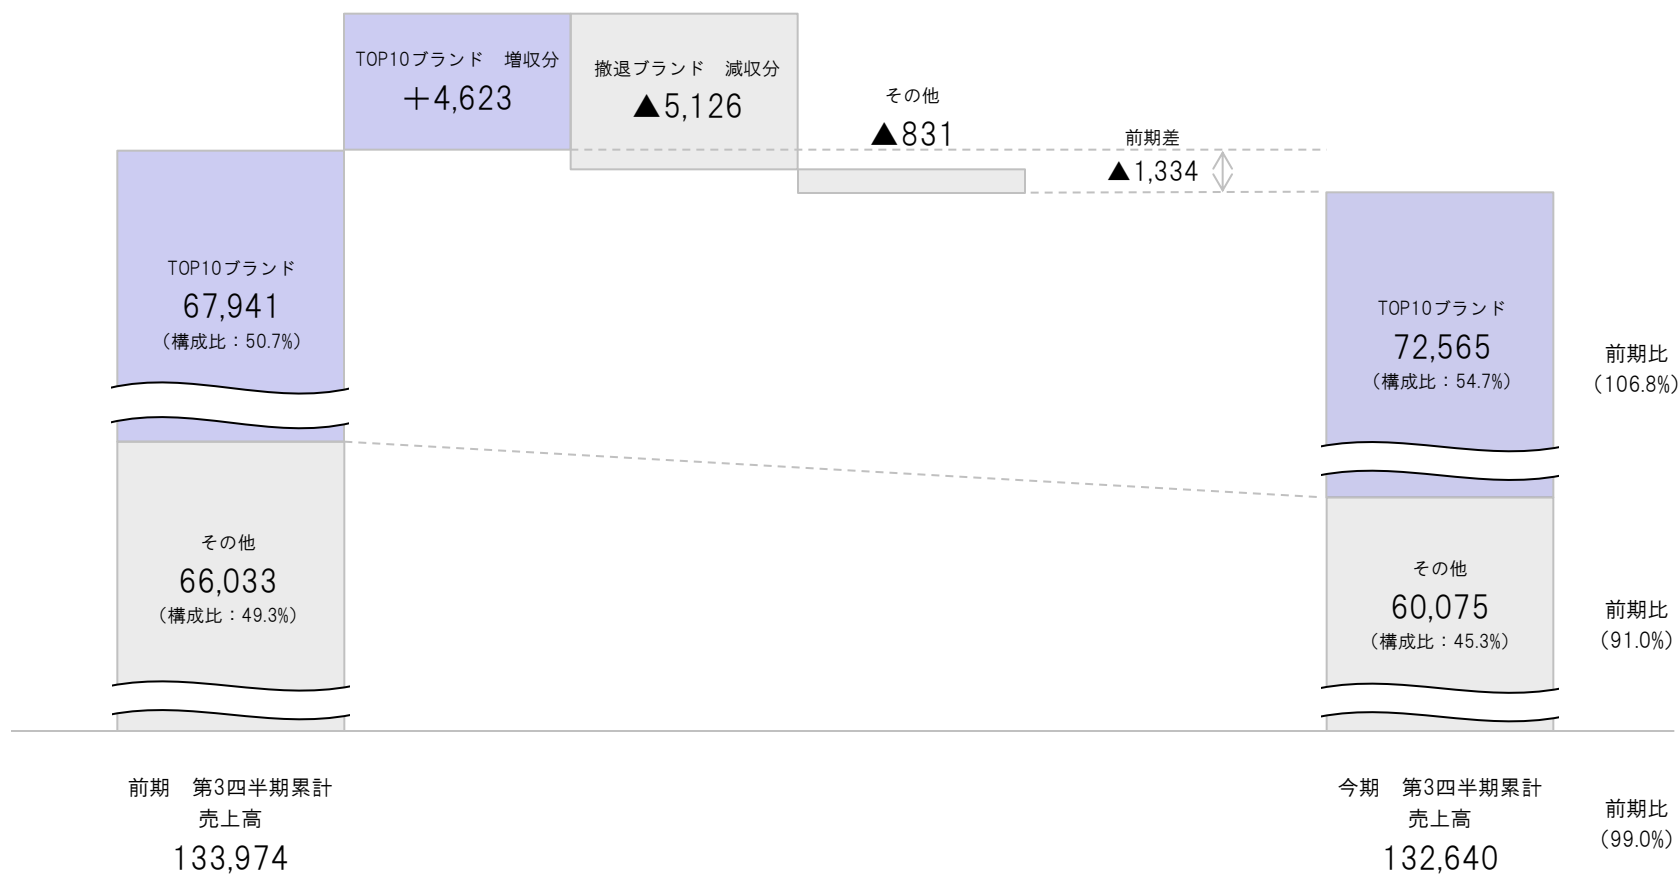 TOP10ブランド　増収分
＋4,623
撤退ブランド　減収分
▲5,126
その他
▲831
前期差
▲1,334
TOP10ブランド
67,941
（構成比：50.7%）
その他
66,033
（構成比：49.3%）
TOP10ブランド
72,565
（構成比：54.7%）
前期比
（106.8%）
その他
60,075
（構成比：45.3%）
前期比
（91.0%）
前期　第3四半期累計
売上高
133,974
今期　第3四半期累計
売上高
132,640
前期比
（99.0%）